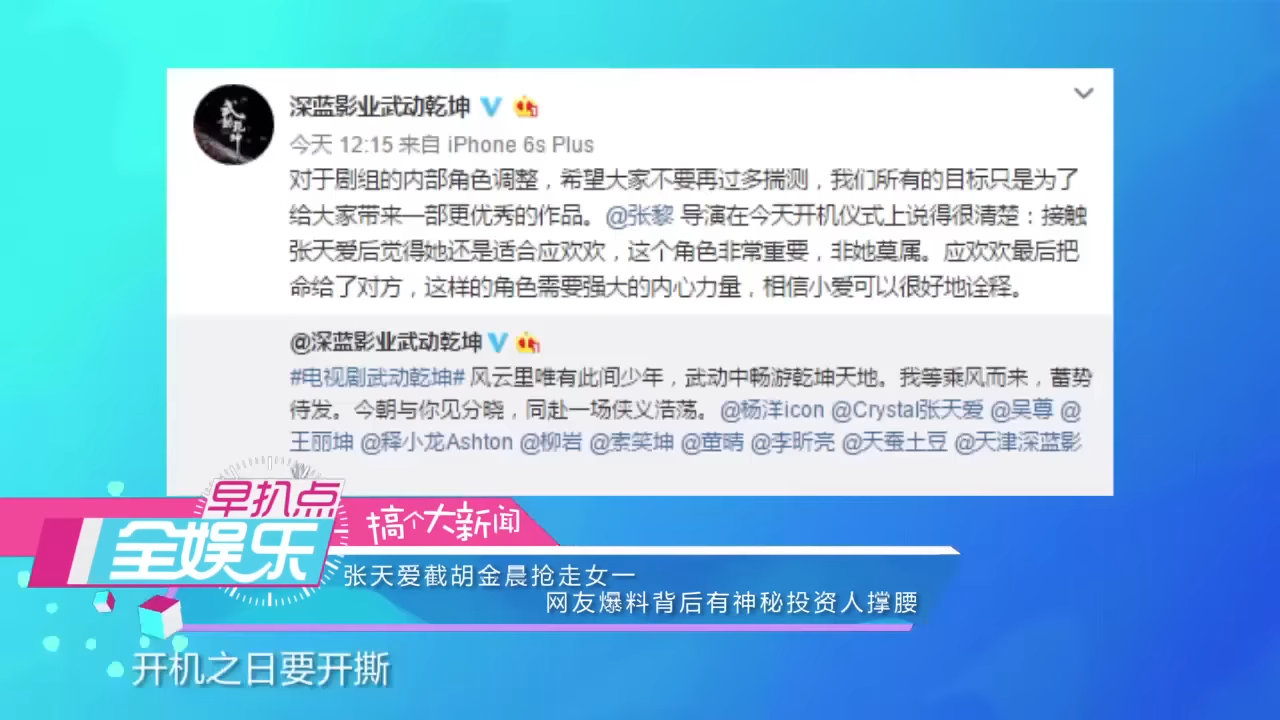 深蓝影业武动乾坤
今天 12:15 来自 iPhone 6s Plus
对于剧组的内部角色调整，希望大家不要再过多揣测，我们所有的目标只是为了
给大家带来一部更优秀的作品。@张黎 导演在今天开机仪式上说得很清楚：接触
张天爱后觉得她还是适合应欢欢，这个角色非常重要，非她莫属。应欢欢最后把
命给了对方，这样的角色需要强大的内心力量，相信小爱可以很好地诠释。
@深蓝影业武动乾坤
#电视剧武动乾坤# 风云里唯有此间少年，武动中畅游乾坤天地。我等乘风而来，蓄势
待发。今朝与你见分晓，同赴一场侠义浩荡。@杨洋icon @Crystal张天爱 @吴尊 @
王丽坤 @释小龙Ashton @柳岩 @索笑坤 @董晴 @李昕亮 @天蚕土豆 @天津深蓝影
早扒点
全娱乐
搞个大新闻
张天爱截胡金晨抢走女一
网友爆料背后有神秘投资人撑腰
开机之日要开撕